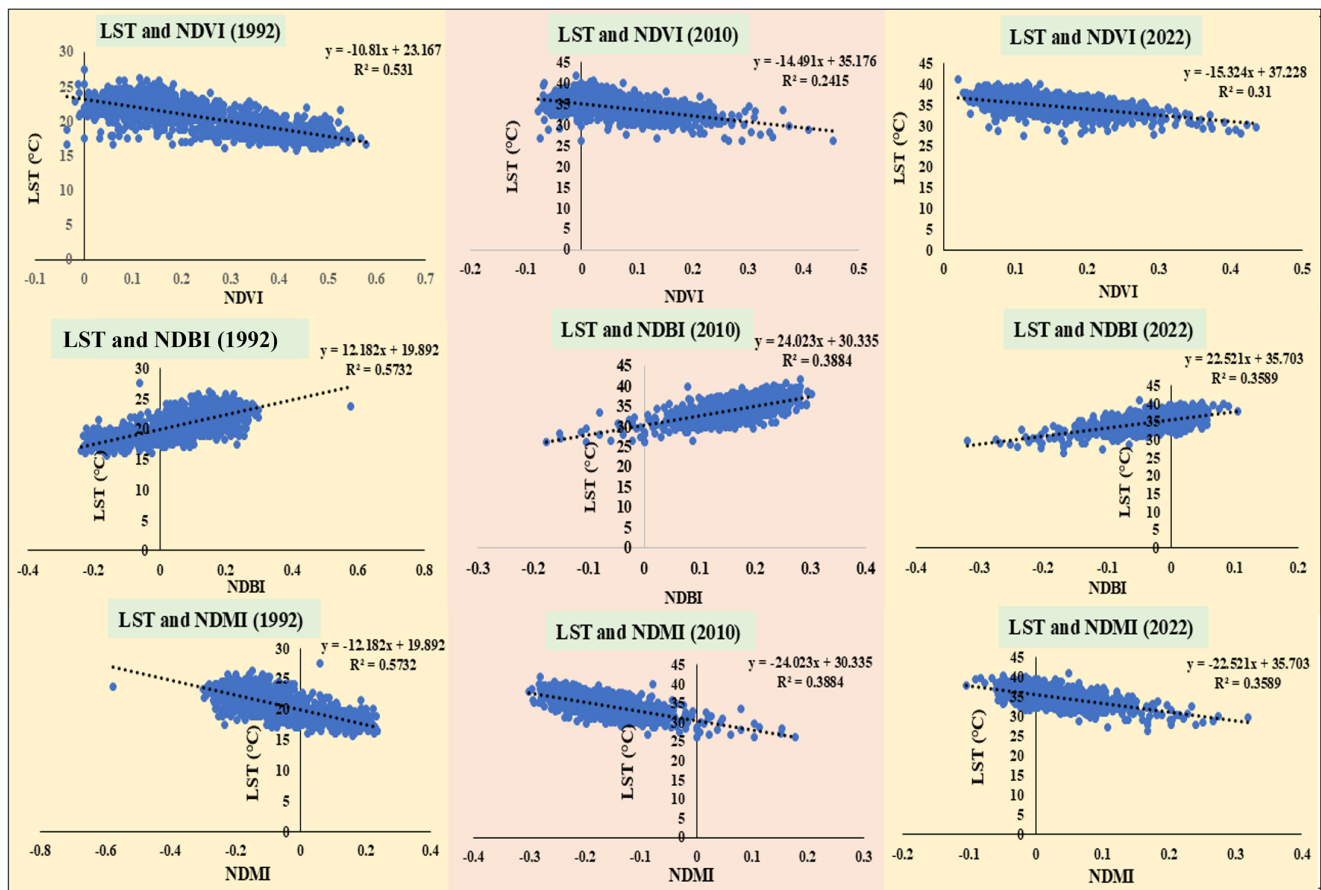 LST and NDVI (1992)
y = -10.81x + 23.167
R² = 0.531
30
25
20
15
10
5
0
LST (°C)
-0.1 0 0.1 0.2 0.3 0.4 0.5 0.6 0.7
NDVI
LST and NDVI (2010)
y = -14.491x + 35.176
R² = 0.2415
45
40
35
30
25
20
15
10
5
0
LST (°C)
-0.2 -0.1 0 0.1 0.2 0.3 0.4 0.5
NDVI
LST and NDVI (2022)
y = -15.324x + 37.228
R² = 0.31
45
40
35
30
25
20
15
10
5
0
LST (°C)
0 0.1 0.2 0.3 0.4 0.5
NDVI
LST and NDBI (1992)
y = 12.182x + 19.892
R² = 0.5732
30
25
20
15
10
5
0
LST (°C)
-0.4 -0.2 0 0.2 0.4 0.6 0.8
NDBI
LST and NDBI (2010)
y = 24.023x + 30.335
R² = 0.3884
45
40
35
30
25
20
15
10
5
0
LST (°C)
-0.3 -0.2 -0.1 0 0.1 0.2 0.3 0.4
NDBI
LST and NDBI (2022)
y = 22.521x + 35.703
R² = 0.3589
45
40
35
30
25
20
15
10
5
0
LST (°C)
-0.4 -0.3 -0.2 -0.1 0 0.1 0.2
NDBI
LST and NDMI (1992)
y = -12.182x + 19.892
R² = 0.5732
30
25
20
15
10
5
0
LST (°C)
-0.8 -0.6 -0.4 -0.2 0 0.2 0.4
NDMI
LST and NDMI (2010)
y = -24.023x + 30.335
R² = 0.3884
45
40
35
30
25
20
15
10
5
0
LST (°C)
-0.3 -0.2 -0.1 0 0.1 0.2 0.3
NDMI
LST and NDMI (2022)
y = -22.521x + 35.703
R² = 0.3589
45
40
35
30
25
20
15
10
5
0
LST (°C)
-0.2 -0.1 0 0.1 0.2 0.3 0.4
NDMI